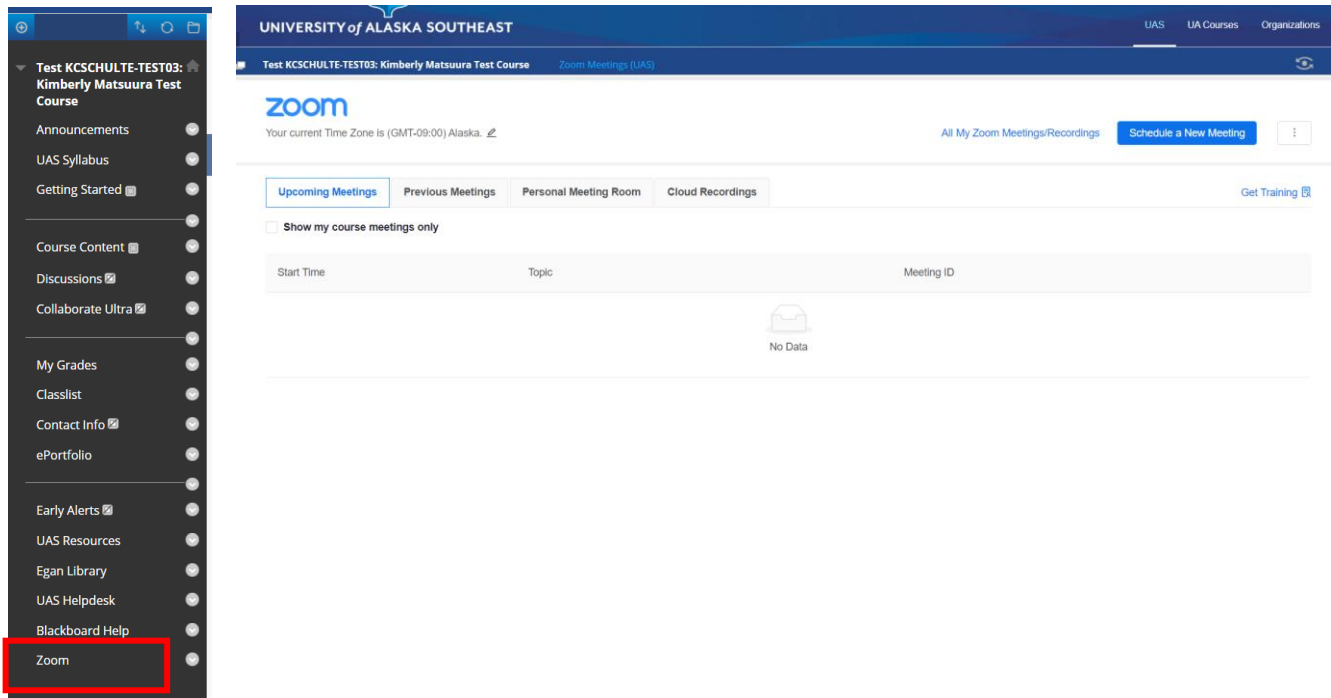 Test KCSCHULTE-TEST03:
Kimberly Matsuura Test
Course
Announcements
UAS Syllabus
Getting Started
Course Content
Discussions
Collaborate Ultra
My Grades
Classlist
Contact Info
ePortfolio
Early Alerts
UAS Resources
Egan Library
UAS Helpdesk
Blackboard Help
Zoom
UNIVERSITY of ALASKA SOUTHEAST
UAS UA Courses Organizations
Test KCSCHULTE-TEST03: Kimberly Matsuura Test Course Zoom Meetings (UAS)
zoom
Your current Time Zone is (GMT-09:00) Alaska.
All My Zoom Meetings/Recordings Schedule a New Meeting
Upcoming Meetings Previous Meetings Personal Meeting Room Cloud Recordings Get Training
Show my course meetings only
Start Time Topic Meeting ID
No Data